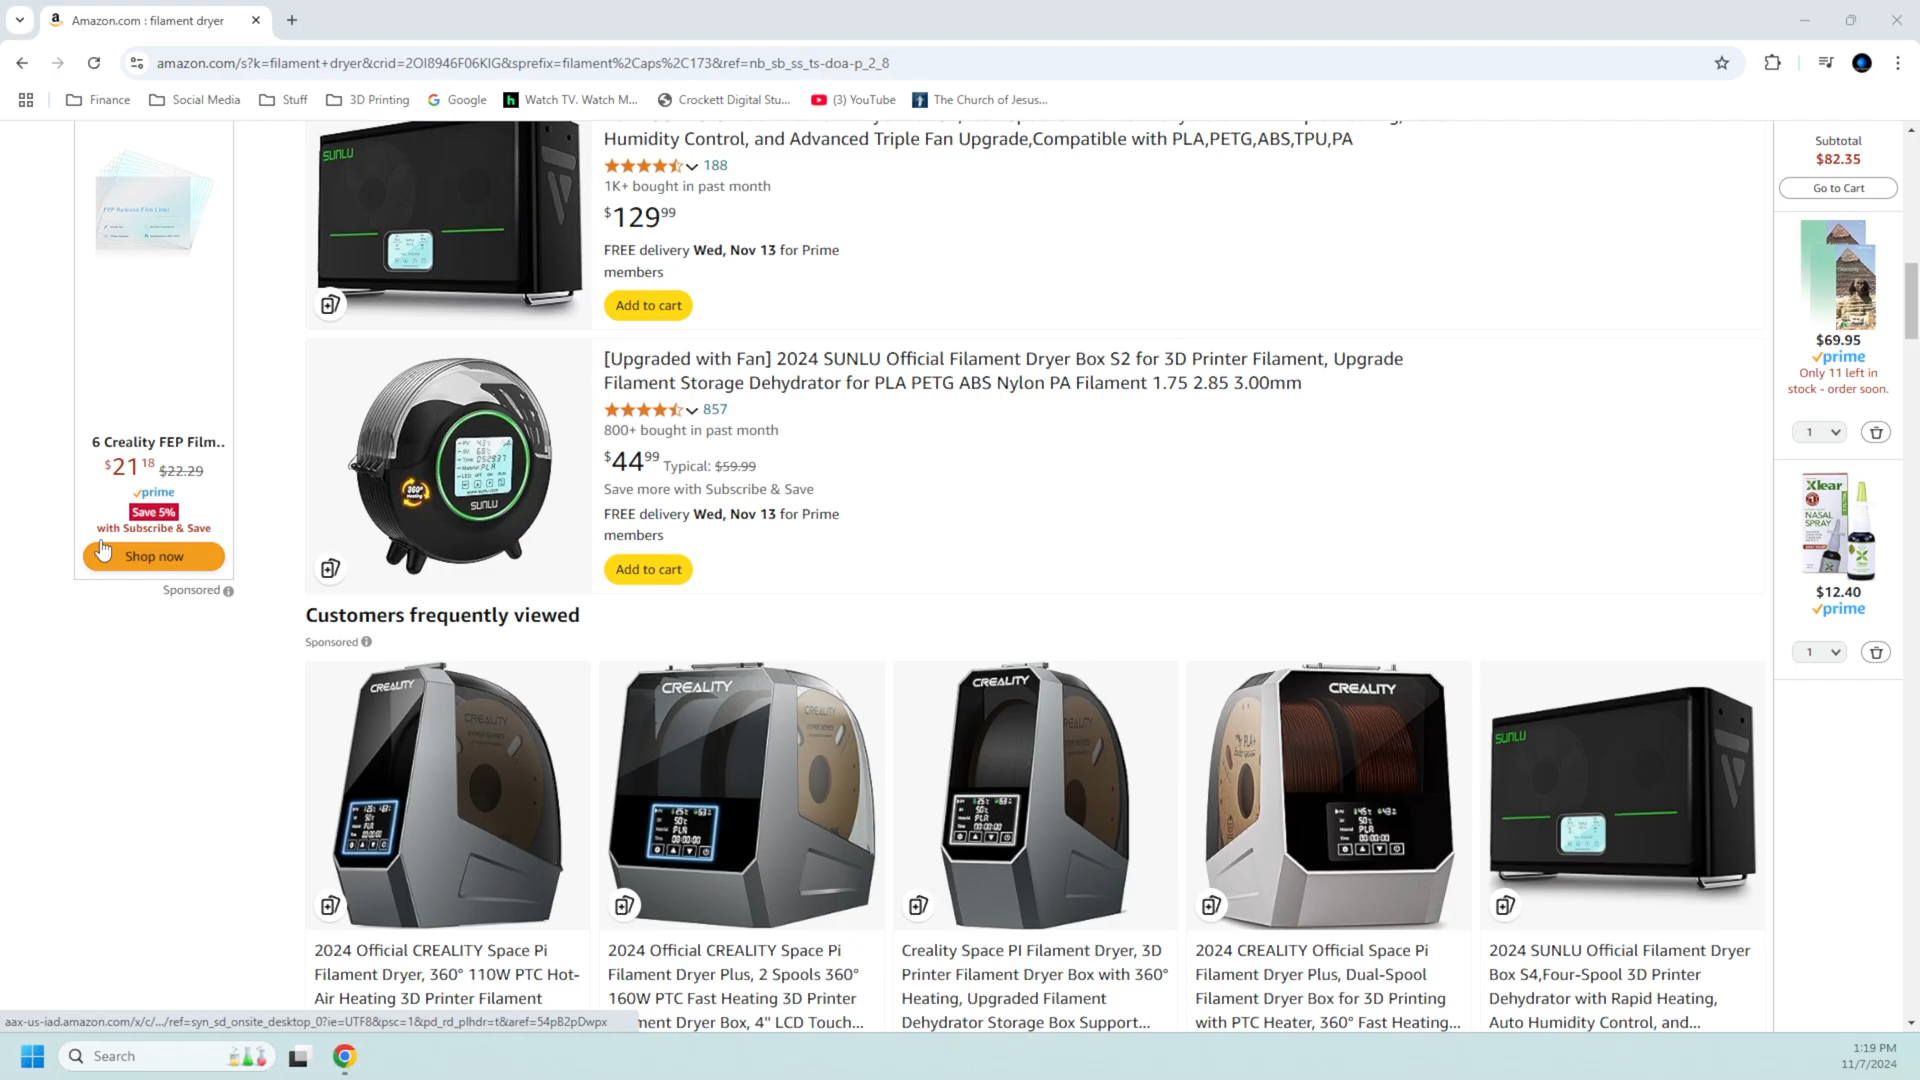 Amazon.com : filament dryer
amazon.com/s?k=filament+dryer&crid=2OI8946F06KIG&sprefix=filament%2Caps%2C173&ref=nb_sb_ss_ts-doa-p_2_8
Finance
Social Media
Stuff
3D Printing
Google
Watch TV. Watch M...
Crockett Digital Stu...
(3) YouTube
The Church of Jesus...
FEP Release Film Liner
6 Creality FEP Film..
$21 18 $22.29
prime
Save 5%
with Subscribe & Save
Shop now
Sponsored
SUNLU
Humidity Control, and Advanced Triple Fan Upgrade,Compatible with PLA,PETG,ABS,TPU,PA
188
1K+ bought in past month
$129 99
FREE delivery Wed, Nov 13 for Prime
members
Add to cart
360°
Heating
SUNLU
[Upgraded with Fan] 2024 SUNLU Official Filament Dryer Box S2 for 3D Printer Filament, Upgrade
Filament Storage Dehydrator for PLA PETG ABS Nylon PA Filament 1.75 2.85 3.00mm
857
800+ bought in past month
$44 99 Typical: $59.99
Save more with Subscribe & Save
FREE delivery Wed, Nov 13 for Prime
members
Add to cart
Customers frequently viewed
Sponsored
CREALITY
CREALITY
CREALITY
CREALITY
SUNLU
2024 Official CREALITY Space Pi
Filament Dryer, 360° 110W PTC Hot-
Air Heating 3D Printer Filament
2024 Official CREALITY Space Pi
Filament Dryer Plus, 2 Spools 360°
160W PTC Fast Heating 3D Printer
ment Dryer Box, 4" LCD Touch...
Creality Space PI Filament Dryer, 3D
Printer Filament Dryer Box with 360°
Heating, Upgraded Filament
Dehydrator Storage Box Support...
2024 CREALITY Official Space Pi
Filament Dryer Plus, Dual-Spool
Filament Dryer Box for 3D Printing
with PTC Heater, 360° Fast Heating...
2024 SUNLU Official Filament Dryer
Box S4,Four-Spool 3D Printer
Dehydrator with Rapid Heating,
Auto Humidity Control, and...
Subtotal
$82.35
Go to Cart
$69.95
prime
Only 11 left in
stock - order soon.
1
Xlear
NASAL
SPRAY
$12.40
prime
1
aax-us-iad.amazon.com/x/c/.../ref=syn_sd_onsite_desktop_0?ie=UTF8&psc=1&pd_rd_plhdr=t&aref=54pB2pDwpx
Search
1:19 PM
11/7/2024